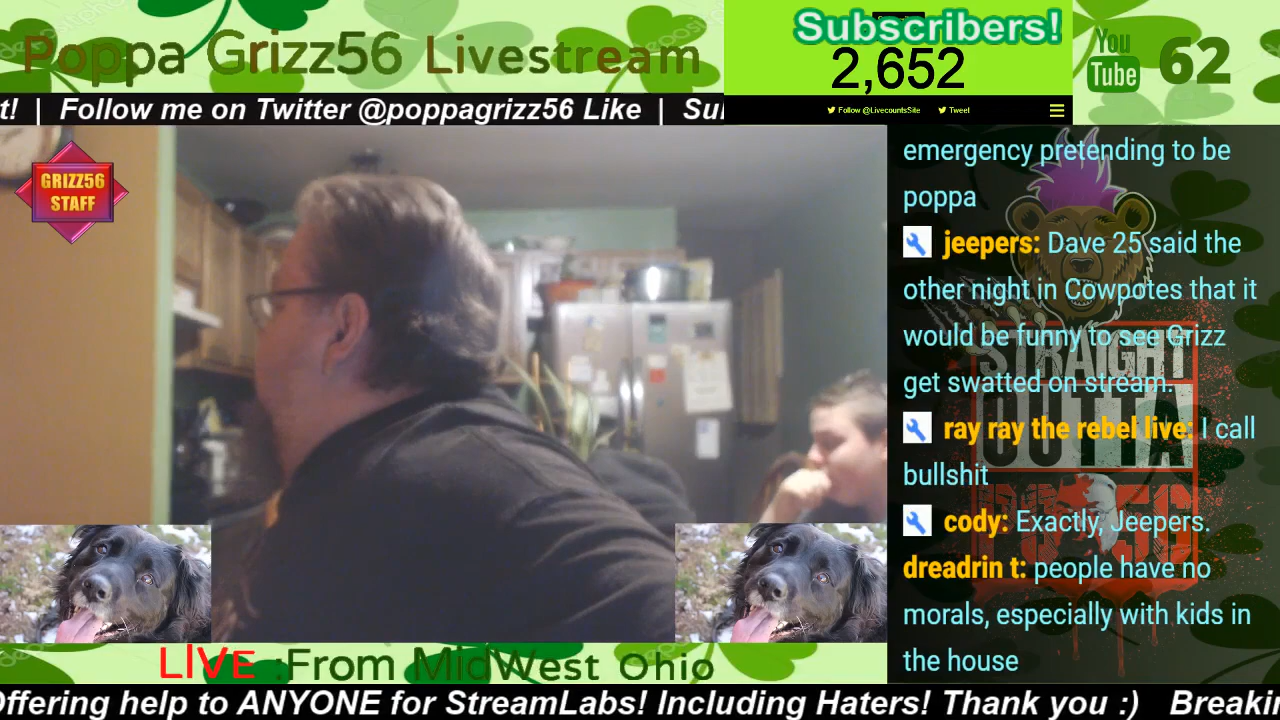 Poppa Grizz56 Livestream
Subscribers!
2,652
You
Tube
62
t! | Follow me on Twitter @poppagrizz56 Like | Su
Follow @LivecountsSite
Tweet
GRIZZ56
STAFF
emergency pretending to be
poppa
jeepers: Dave 25 said the
other night in Cowpotes that it
would be funny to see Grizz
get swatted on stream.
ray ray the rebel live: I call
bullshit
cody: Exactly, Jeepers.
dreadrin t: people have no
morals, especially with kids in
the house
STRAIGHT
OUTTA
PG56
LIVE :From MidWest Ohio
Offering help to ANYONE for StreamLabs! Including Haters! Thank you :) Breaki